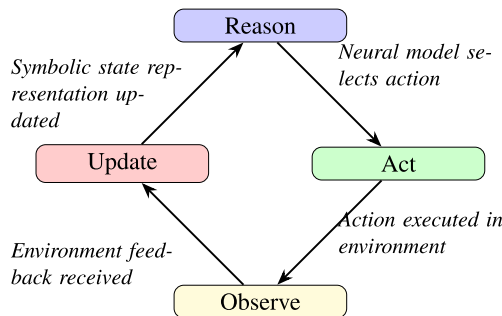 Reason
Neural model se-
lects action
Symbolic state rep-
resentation up-
dated
Update
Act
Action executed in
environment
Environment feed-
back received
Observe